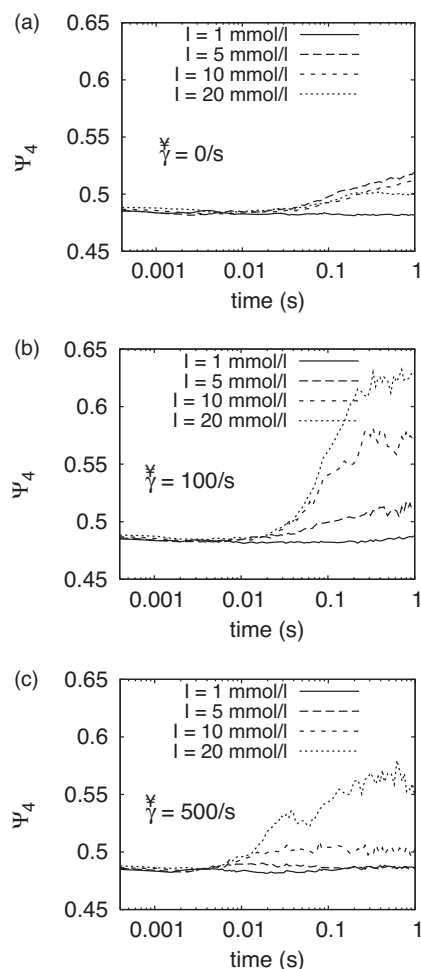 (a)
0.65
0.6
0.55
0.5
0.45
Ψ4
I = 1 mmol/l
I = 5 mmol/l
I = 10 mmol/l
I = 20 mmol/l
¥
γ = 0/s
0.001 0.01 0.1 1
time (s)
(b)
0.65
0.6
0.55
0.5
0.45
Ψ4
I = 1 mmol/l
I = 5 mmol/l
I = 10 mmol/l
I = 20 mmol/l
¥
γ = 100/s
0.001 0.01 0.1 1
time (s)
(c)
0.65
0.6
0.55
0.5
0.45
Ψ4
I = 1 mmol/l
I = 5 mmol/l
I = 10 mmol/l
I = 20 mmol/l
¥
γ = 500/s
0.001 0.01 0.1 1
time (s)